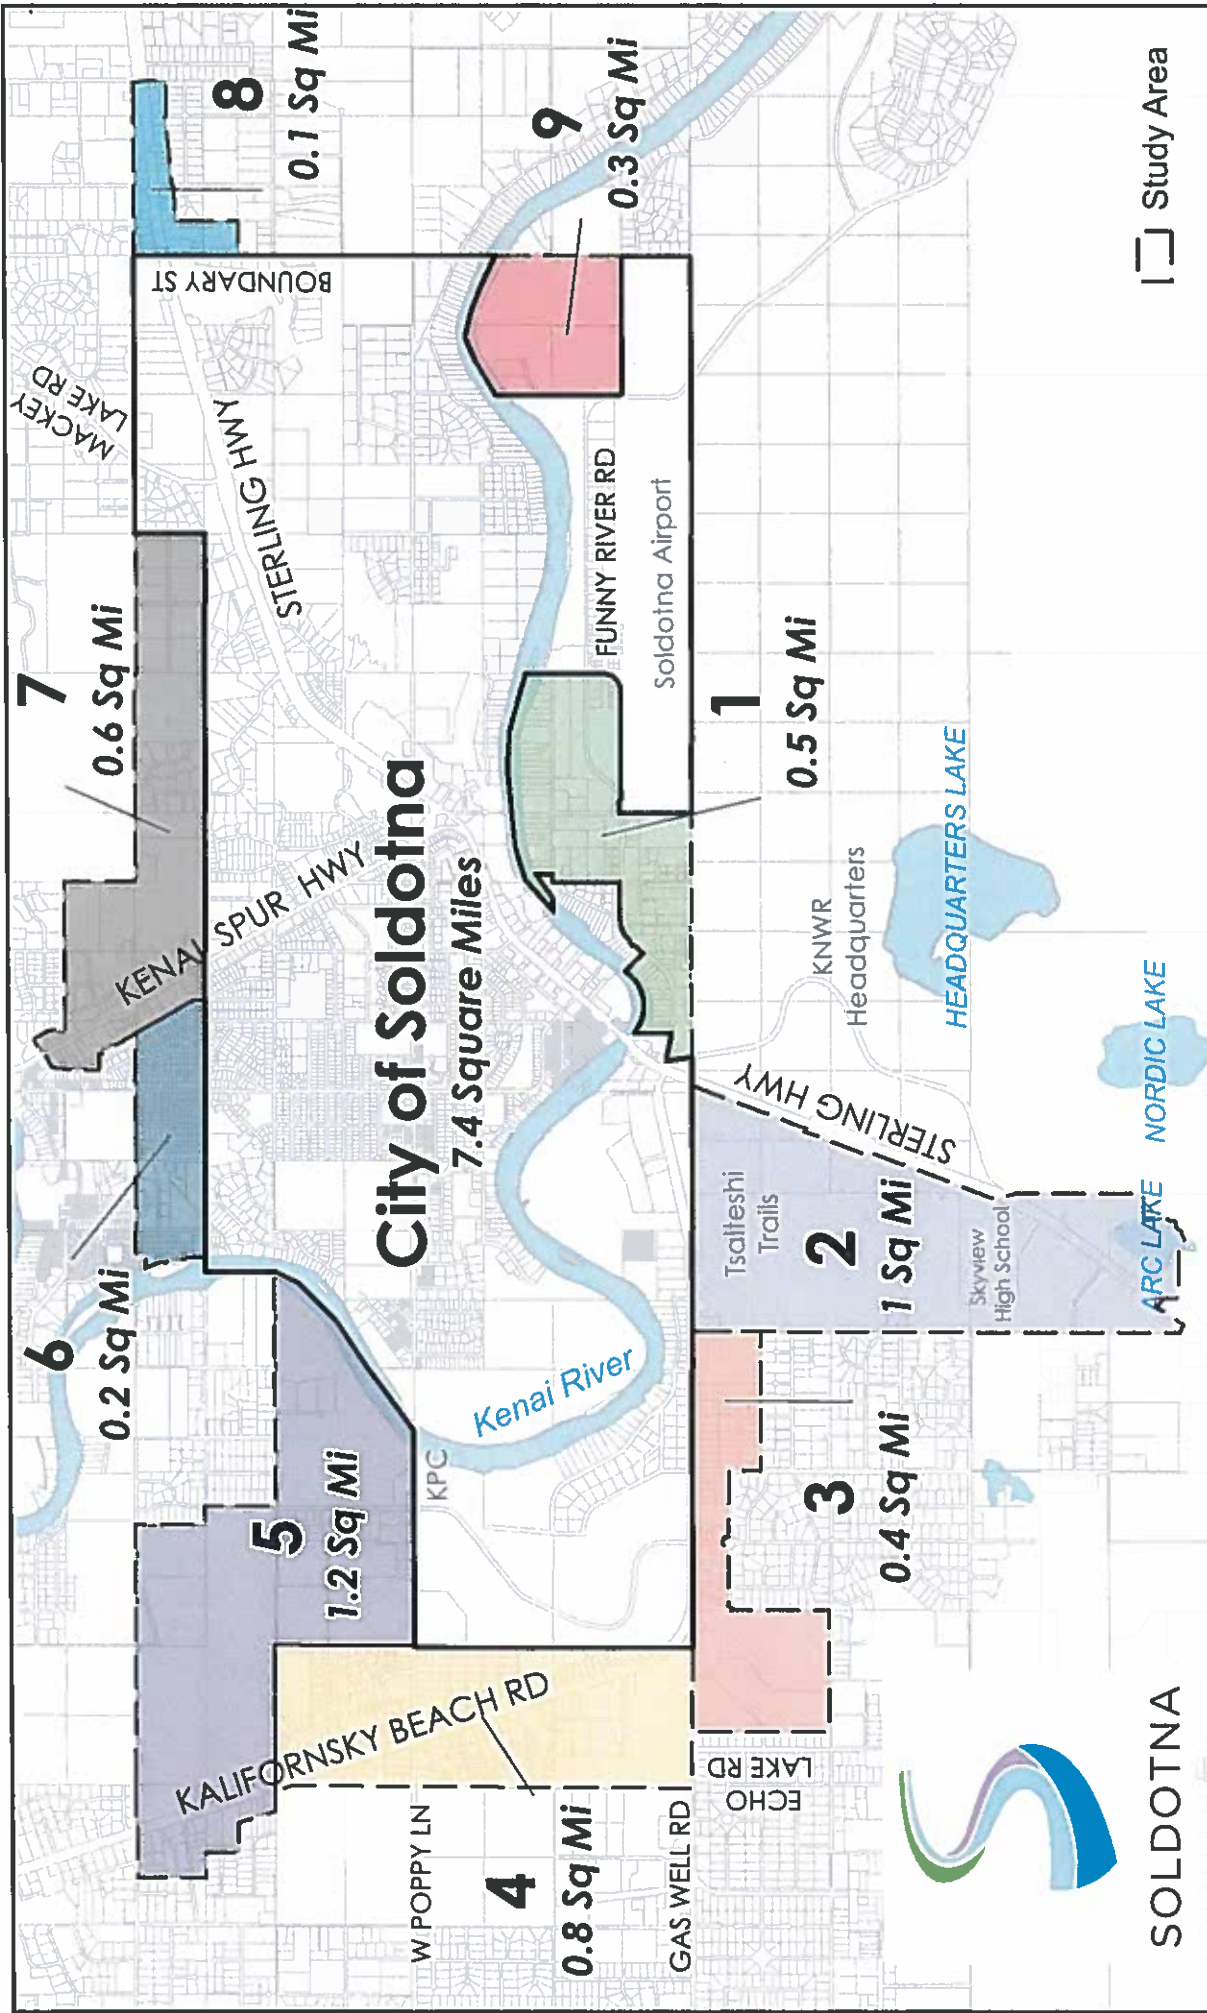 7
0.6 Sq Mi
MACKEY
LAKE RD
8
0.1 Sq Mi
6
0.2 Sq Mi
KENAI SPUR HWY
STERLING HWY
BOUNDARY ST
5
1.2 Sq Mi
City of Soldotna
7.4 Square Miles
9
0.3 Sq Mi
KALIFORNSKY BEACH RD
KPC
Kenai River
FUNNY RIVER RD
Soldotna Airport
W POPPY LN
4
0.8 Sq Mi
GAS WELL RD
ECHO
LAKE RD
3
0.4 Sq Mi
Tsalteshi
Trails
2
1 Sq Mi
Skyview
High School
STERLING HWY
1
0.5 Sq Mi
KNWR
Headquarters
HEADQUARTERS LAKE
ARC LAKE
NORDIC LAKE
SOLDOTNA
Study Area